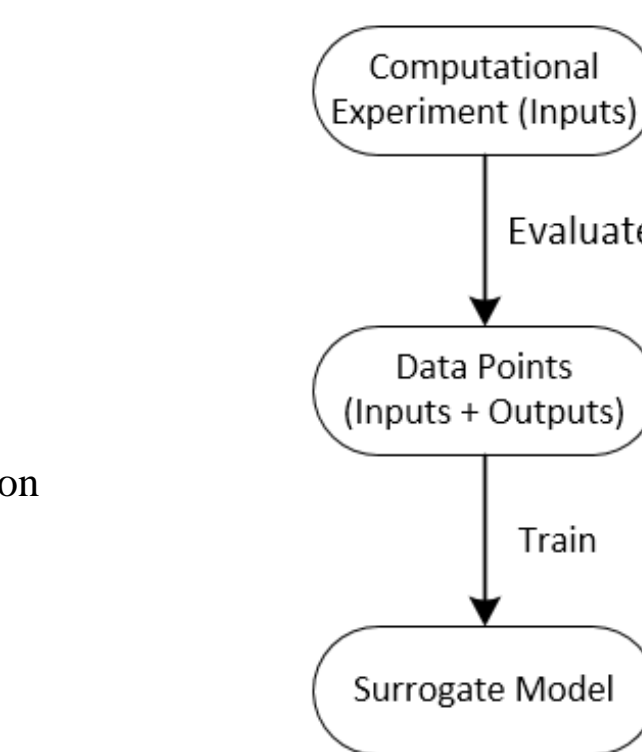 Computational
Experiment (Inputs)
Evaluate
Data Points
(Inputs + Outputs)
on
Train
Surrogate Model